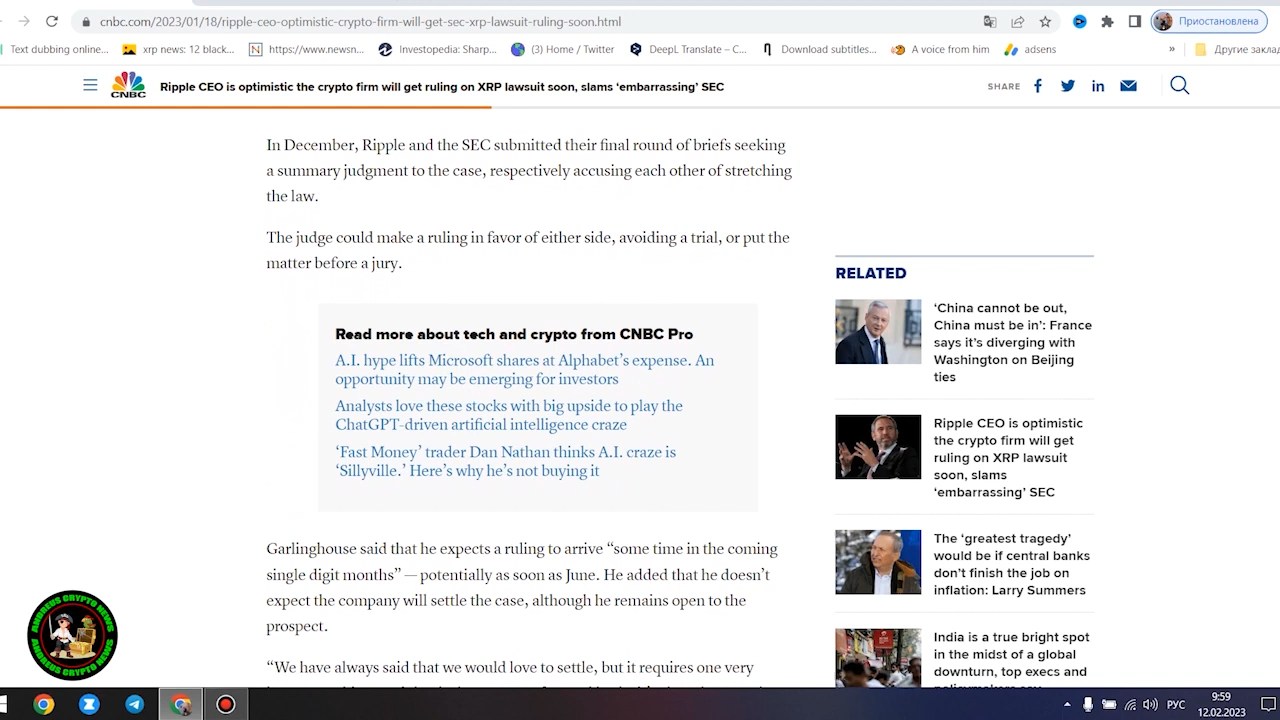 cnbc.com/2023/01/18/ripple-ceo-optimistic-crypto-firm-will-get-sec-xrp-lawsuit-ruling-soon.html
Приостановлена
Text dubbing online...
xrp news: 12 black...
https://www.newsn...
Investopedia: Sharp...
(3) Home / Twitter
DeepL Translate – C...
Download subtitles...
A voice from him
adsens
»
Другие закла
CNBC
Ripple CEO is optimistic the crypto firm will get ruling on XRP lawsuit soon, slams ‘embarrassing’ SEC
SHARE
In December, Ripple and the SEC submitted their final round of briefs seeking
a summary judgment to the case, respectively accusing each other of stretching
the law.
The judge could make a ruling in favor of either side, avoiding a trial, or put the
matter before a jury.
Read more about tech and crypto from CNBC Pro
A.I. hype lifts Microsoft shares at Alphabet’s expense. An
opportunity may be emerging for investors
Analysts love these stocks with big upside to play the
ChatGPT-driven artificial intelligence craze
‘Fast Money’ trader Dan Nathan thinks A.I. craze is
‘Sillyville.’ Here’s why he’s not buying it
Garlinghouse said that he expects a ruling to arrive “some time in the coming
single digit months” — potentially as soon as June. He added that he doesn’t
expect the company will settle the case, although he remains open to the
prospect.
“We have always said that we would love to settle, but it requires one very
RELATED
‘China cannot be out,
China must be in’: France
says it’s diverging with
Washington on Beijing
ties
Ripple CEO is optimistic
the crypto firm will get
ruling on XRP lawsuit
soon, slams
‘embarrassing’ SEC
The ‘greatest tragedy’
would be if central banks
don’t finish the job on
inflation: Larry Summers
India is a true bright spot
in the midst of a global
downturn, top execs and
ANDREUS CRYPTO NEWS
ANDREUS CRYPTO NEWS
РУС
9:59
12.02.2023